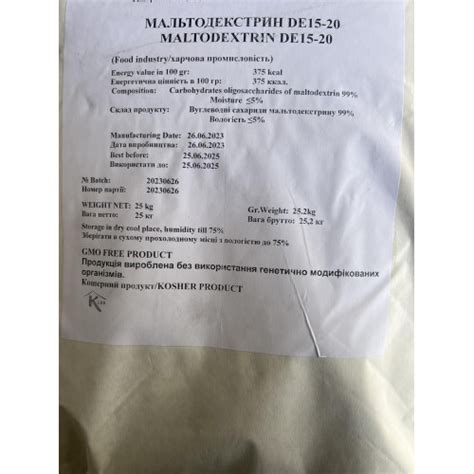 МАЛЬТОДЕКСТРИН DE15-20
MALTODEXTRIN DE15-20
(Food industry/харчова промисловість)
Energy value in 100 gr: 375 kcal
Енергетична цінність в 100 гр: 375 ккал.
Composition: Carbohydrates oligosaccharides of maltodextrin 99%
Moisture ≤5%
Склад продукту: Вуглеводні сахариди мальтодекстрину 99%
Вологість ≤5%
Manufacturing Date: 26.06.2023
Дата виробництва: 26.06.2023
Best before: 25.06.2025
Використати до: 25.06.2025
№ Batch: 20230626
Номер партії: 20230626
WEIGHT NET: 25 kg Gr.Weight: 25.2kg
Вага нетто: 25 кг Вага брутто: 25,2 кг
Storage in dry cool place, humidity till 75%
Зберігати в сухому прохолодному місці з вологістю до 75%
GMO FREE PRODUCT
Продукція вироблена без використання генетично модифікованих
організмів.
Кошерний продукт/KOSHER PRODUCT
K